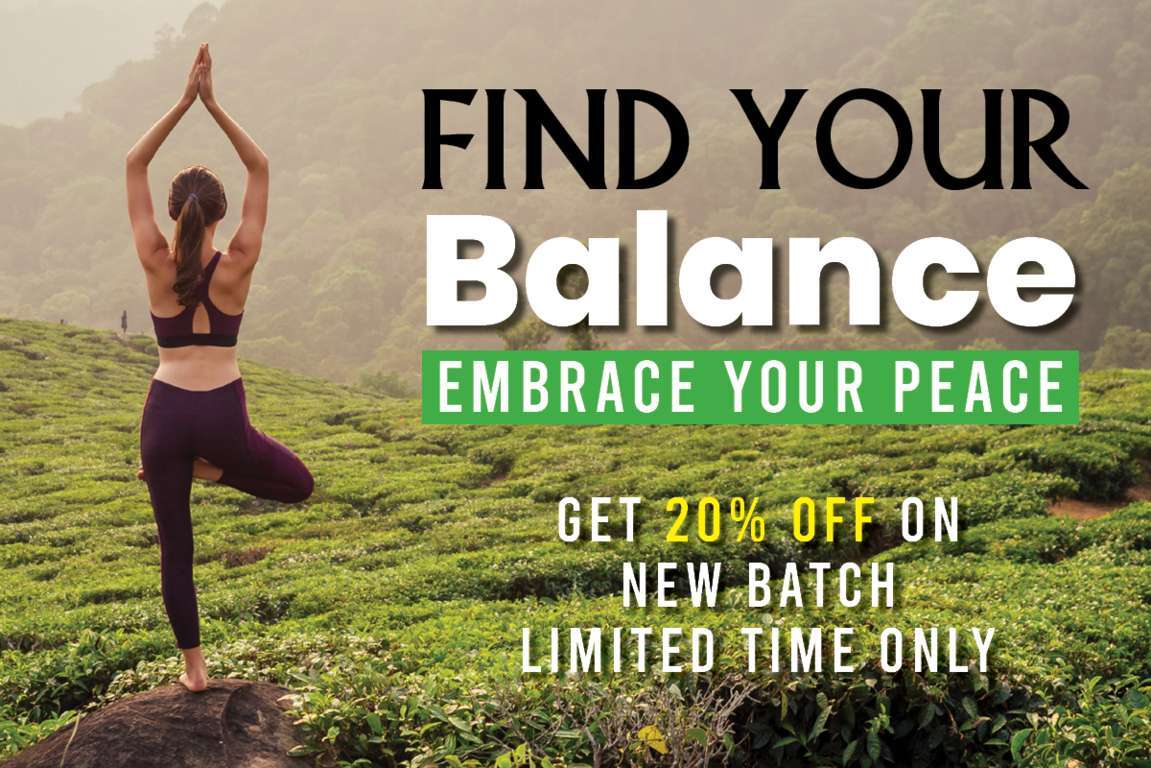 FIND YOUR
Balance
EMBRACE YOUR PEACE
GET 20% OFF ON
NEW BATCH
LIMITED TIME ONLY